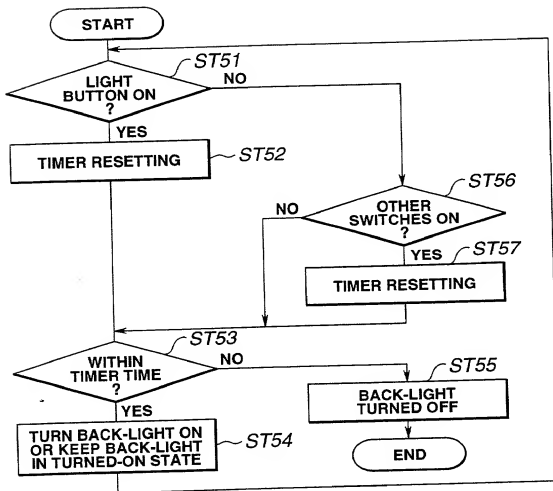 START
ST51
LIGHT
BUTTON ON
?
NO
YES
TIMER RESETTING
ST52
ST56
OTHER
SWITCHES ON
?
NO
YES
ST57
TIMER RESETTING
ST53
WITHIN
TIMER TIME
?
NO
YES
ST55
BACK-LIGHT
TURNED OFF
TURN BACK-LIGHT ON
OR KEEP BACK-LIGHT
IN TURNED-ON STATE
ST54
END